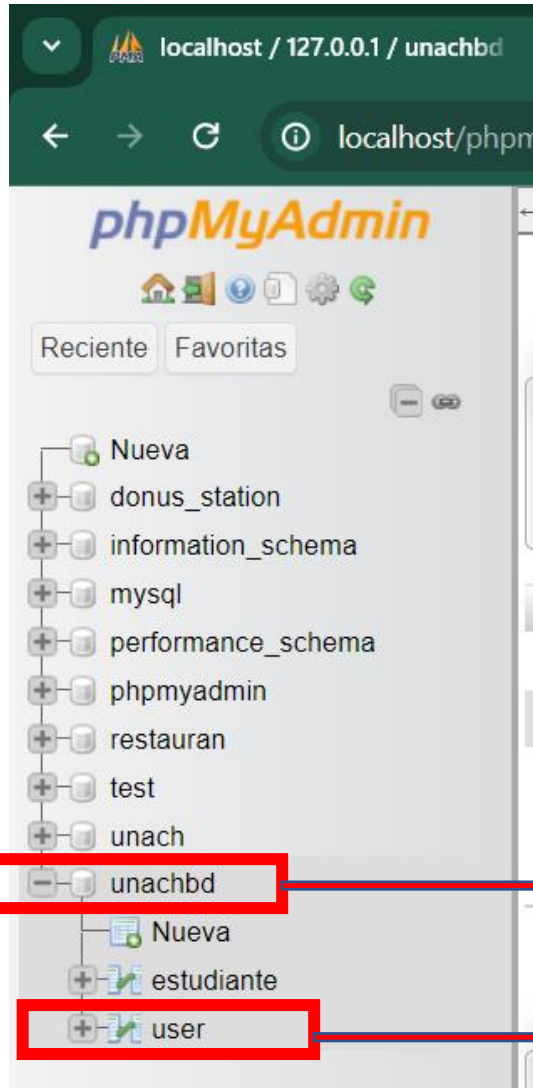 localhost / 127.0.0.1 / unachbd
localhost/phpm
phpMyAdmin
Reciente Favoritas
Nueva
donus_station
information_schema
mysql
performance_schema
phpmyadmin
restauran
test
unach
unachbd
Nueva
estudiante
user